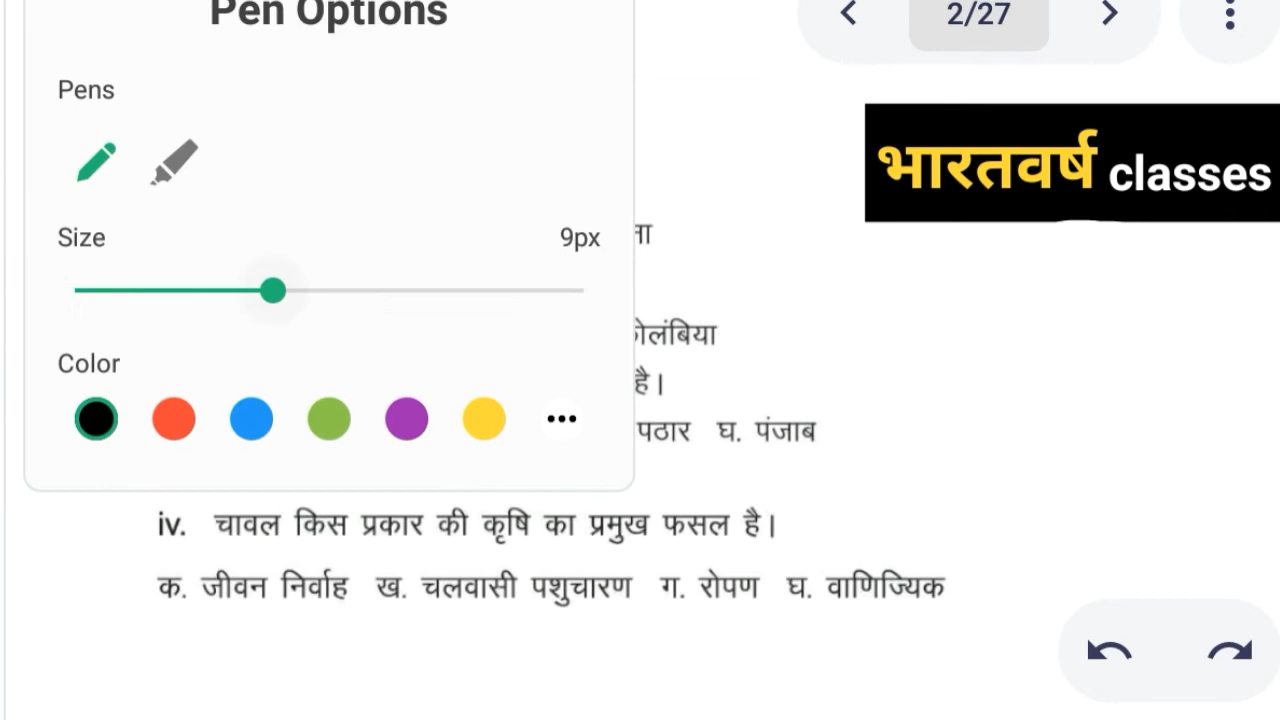 Pen Options
2/27
Pens
भारतवर्ष classes
Size 9px
Color
है।
पठार घ. पंजाब
iv. चावल किस प्रकार की कृषि का प्रमुख फसल है।
क. जीवन निर्वाह ख. चलवासी पशुचारण ग. रोपण घ. वाणिज्यिक